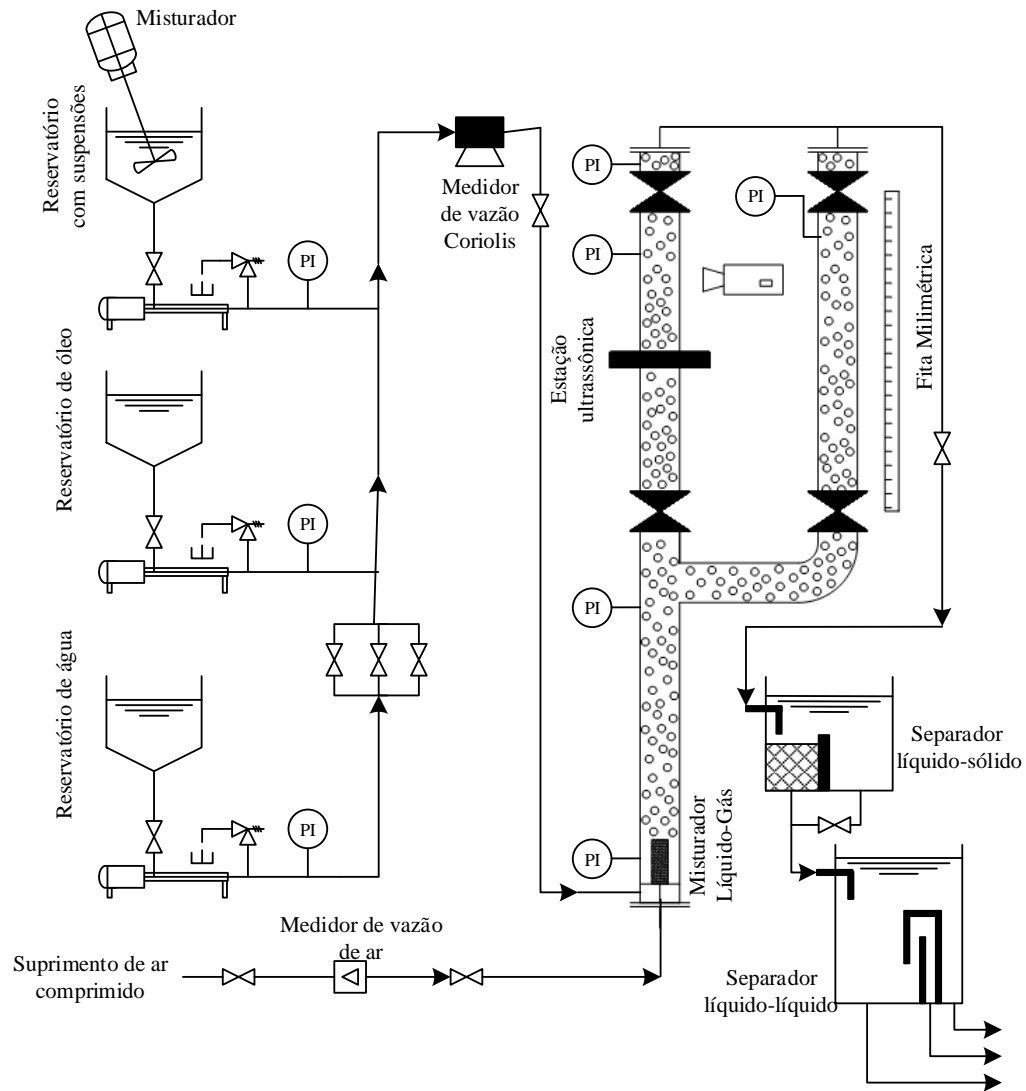 Misturador
Reservatório
com suspensões
PI
Medidor
de vazão
Coriolis
PI
PI
PI
Estação
ultrassônica
Fita Milimétrica
Reservatório de óleo
PI
PI
Reservatório de água
PI
Separador
líquido-sólido
Misturador
Líquido-Gás
PI
Medidor de vazão
de ar
Suprimento de ar
comprimido
Separador
líquido-líquido